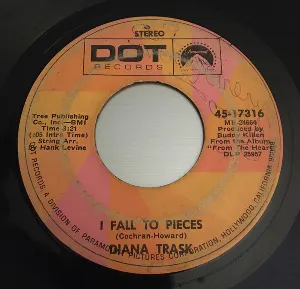 STEREO
DOT
RECORDS
Tree Publishing
Co., Inc.—BMI
Time 3:21
(:05 Intro Time)
String Arr.
By Hank Levine
45-17316
Produced by
Buddy Killen
From the Album
"From The Heart"
DLP 25957
I FALL TO PIECES
(Cochran-Howard)
DIANA TRASK
DOT RECORDS A DIVISION OF PARAMOUNT PICTURES CORPORATION, HOLLYWOOD, CALIFORNIA